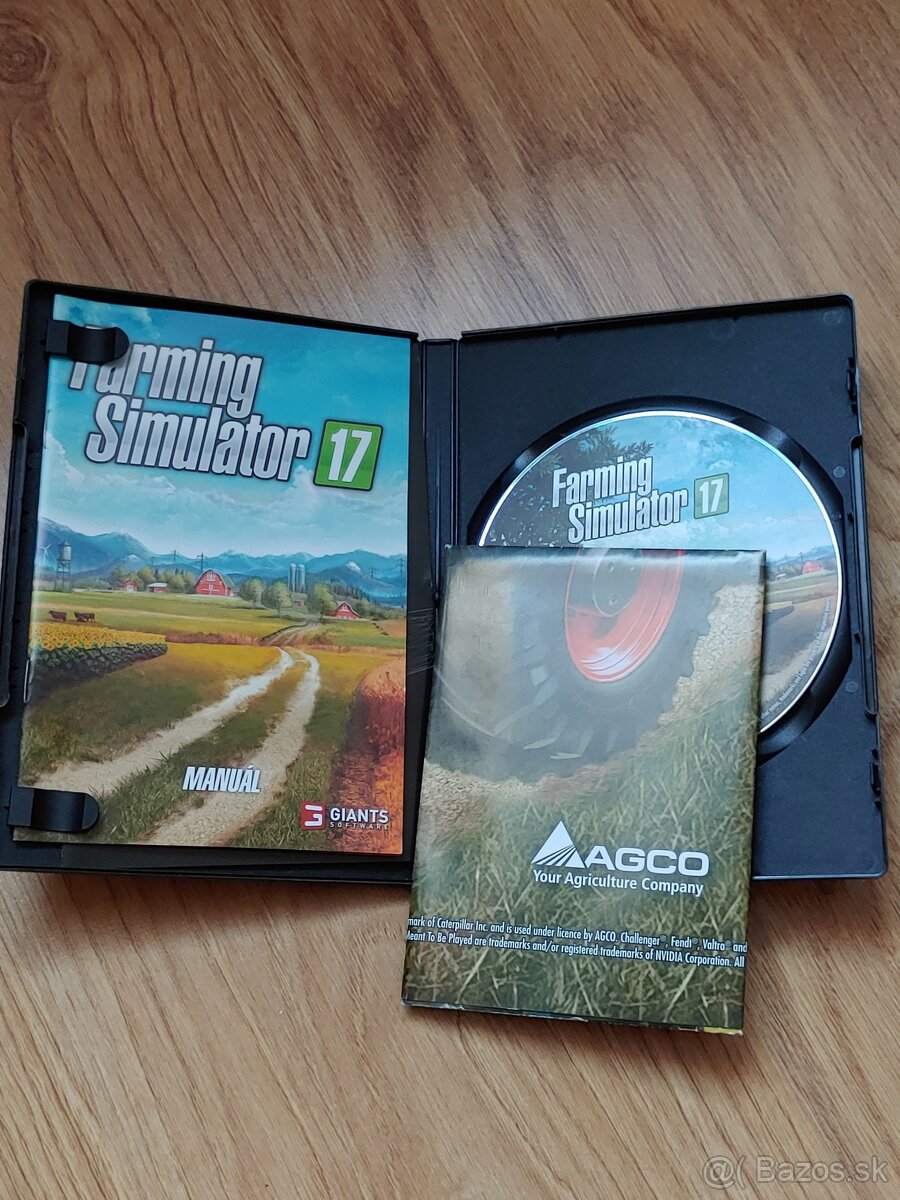 Farming
Simulator 17
MANUÁL
GIANTS
SOFTWARE
Farming
Simulator 17
AGCO
Your Agriculture Company
mark of Caterpillar Inc. and is used under licence by AGCO. Challenger®, Fendt®, Valtra® and
Meant To Be Played are trademarks and/or registered trademarks of NVIDIA Corporation. All
@( Bazos.sk